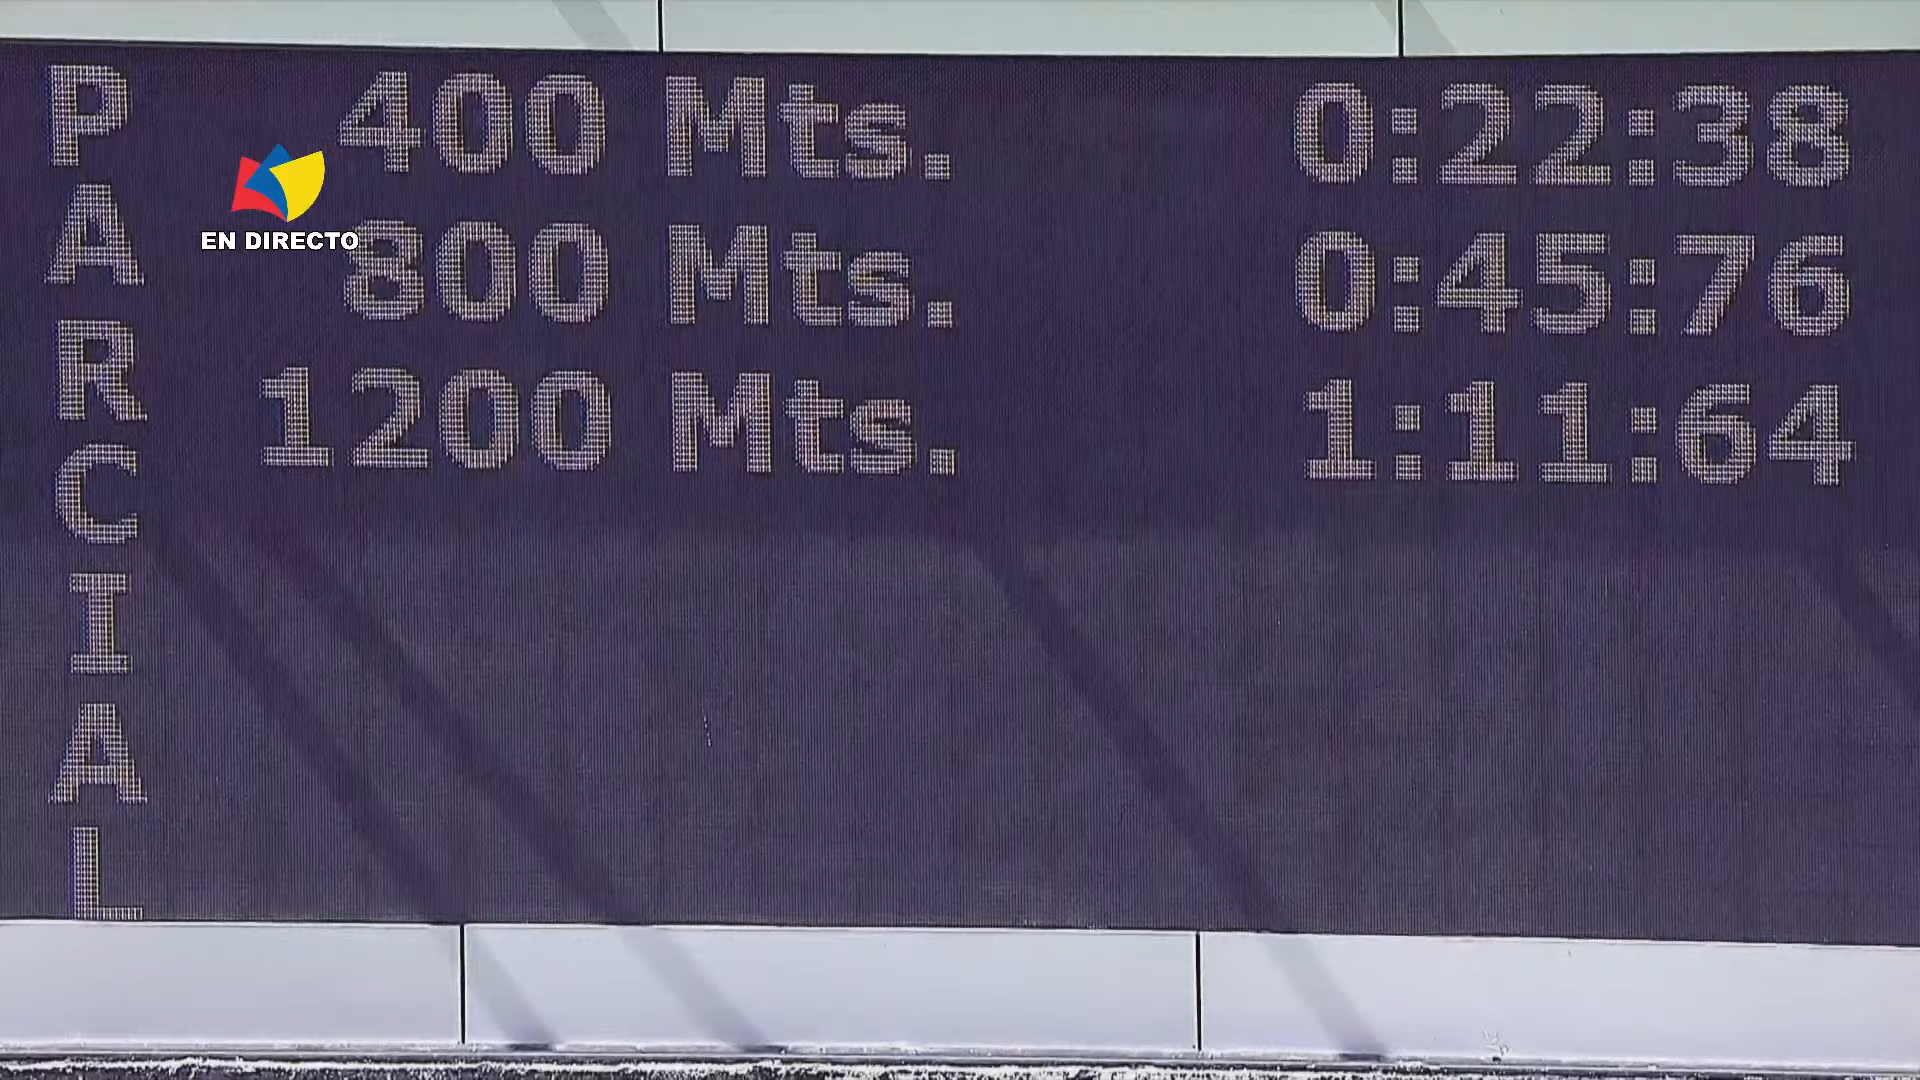 PARCIAL
400 Mts. 0:22:38
EN DIRECTO
800 Mts. 0:45:76
1200 Mts. 1:11:64